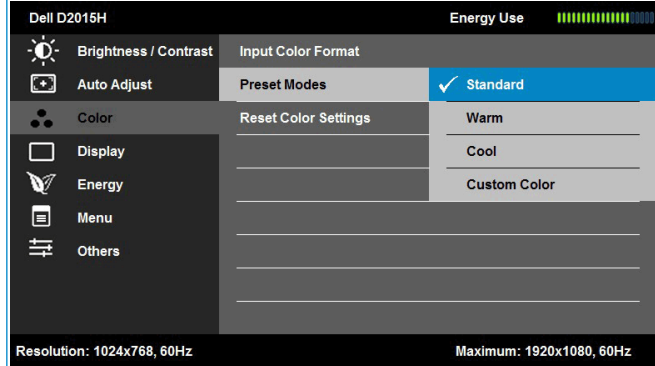 Dell D2015H Energy Use
Brightness / Contrast Input Color Format
Auto Adjust Preset Modes Standard
Color Reset Color Settings Warm
Display Cool
Energy Custom Color
Menu
Others
Resolution: 1024x768, 60Hz Maximum: 1920x1080, 60Hz